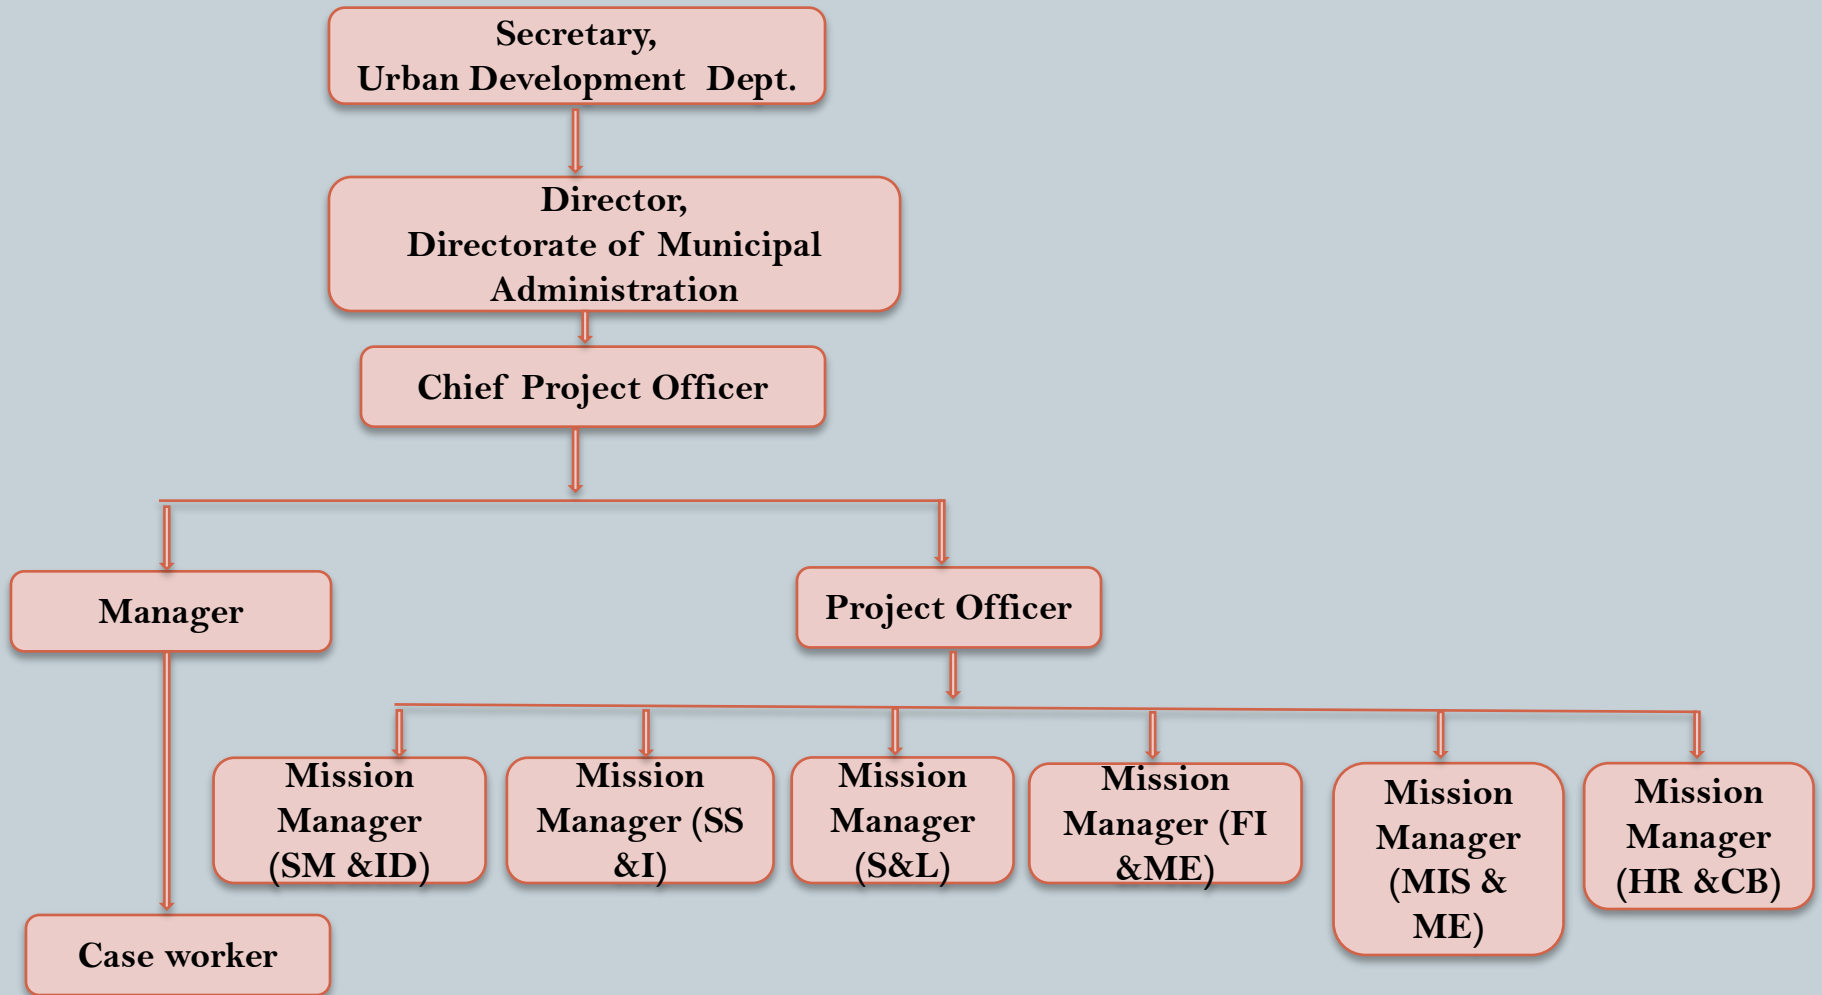 Secretary,
Urban Development Dept.
Director,
Directorate of Municipal
Administration
Chief Project Officer
Manager
Project Officer
Mission
Manager
(SM &ID)
Mission
Manager (SS
&I)
Mission
Manager
(S&L)
Mission
Manager (FI
&ME)
Mission
Manager
(MIS &
ME)
Mission
Manager
(HR &CB)
Case worker